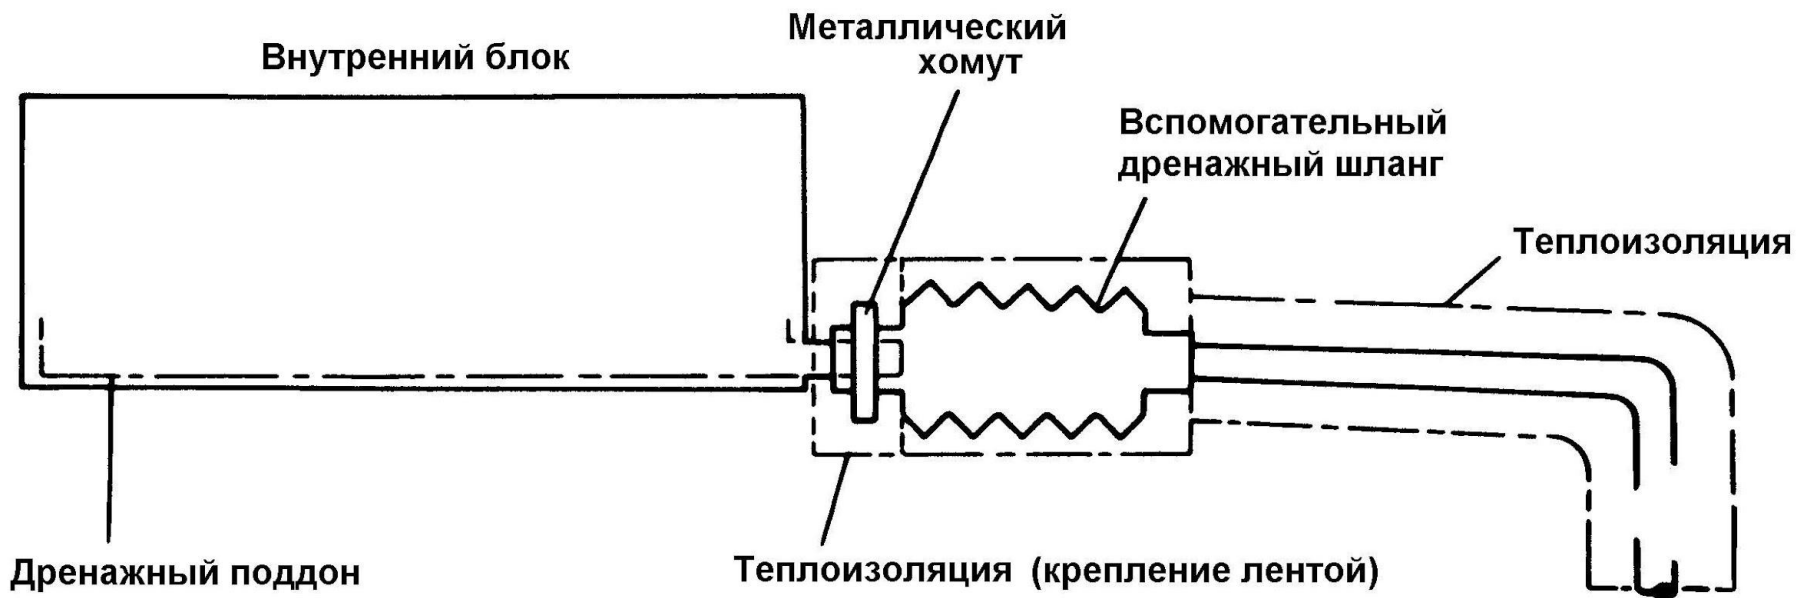 Металлический
хомут
Внутренний блок
Вспомогательный
дренажный шланг
Теплоизоляция
Дренажный поддон
Теплоизоляция (крепление лентой)